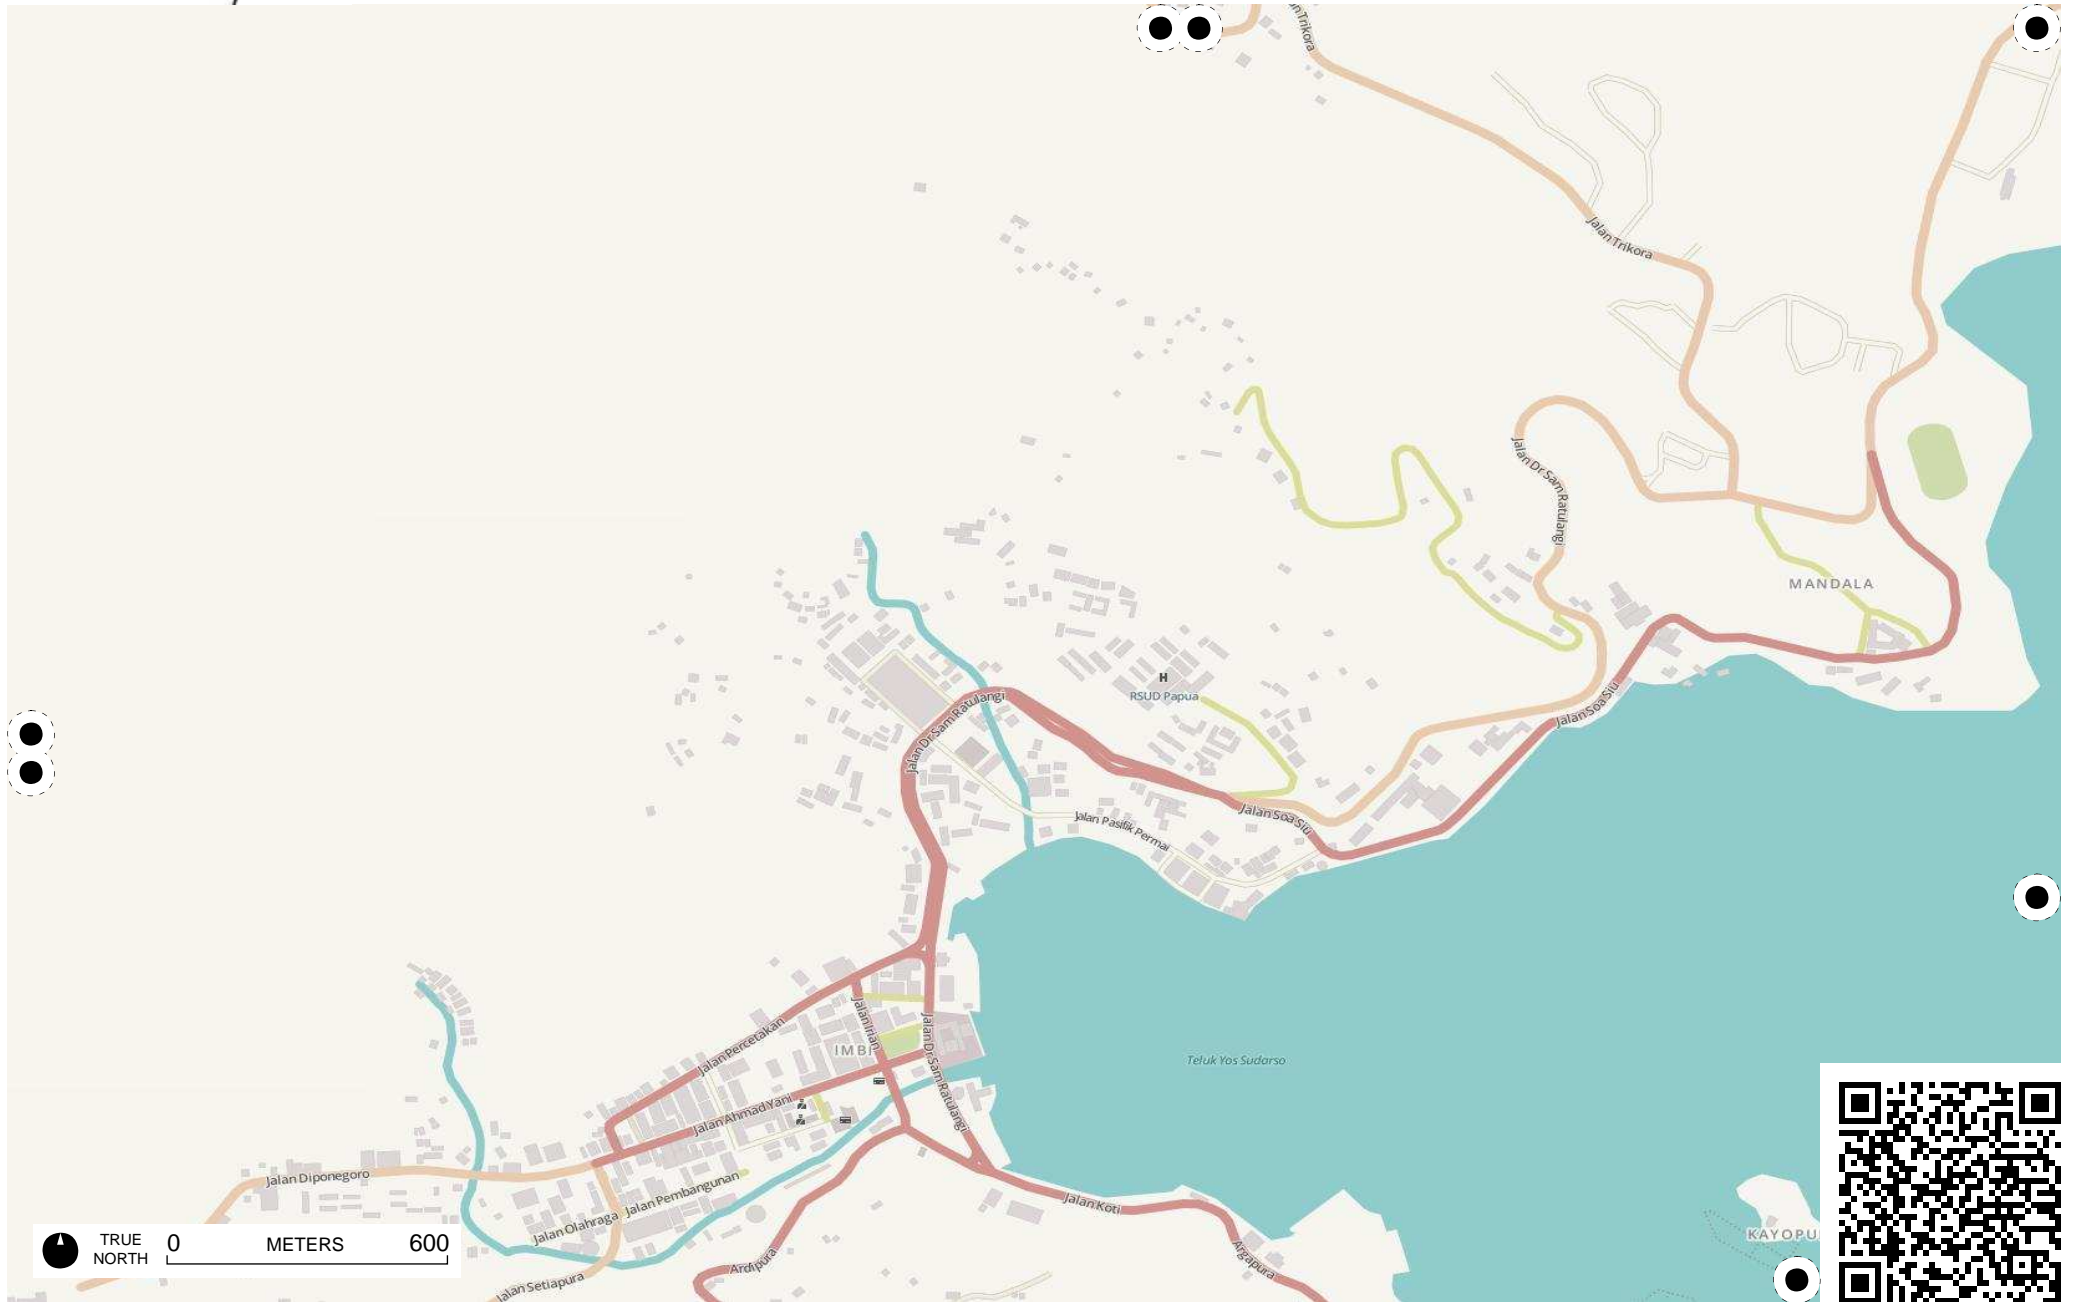 Jalan Trikora
Jalan Trikora
Jalan Dr Sam Ratulangi
MANDALA
H
RSUD Papua
Jalan Dr Sam Ratulangi
Jalan Soa Siu
Jalan Soa Siu
Jalan Pasifik Permai
Jalan Irian
Jalan Percetakan
IMBI
Jalan Dr Sam Ratulangi
Teluk Yos Sudarso
Jalan Ahmad Yani
Jalan Diponegoro
Jalan Pembangunan
Jalan Olahraga
Jalan Koti
KAYOPU
Ardipura
Argapura
Jalan Setiapura
TRUE
NORTH
0 METERS 600